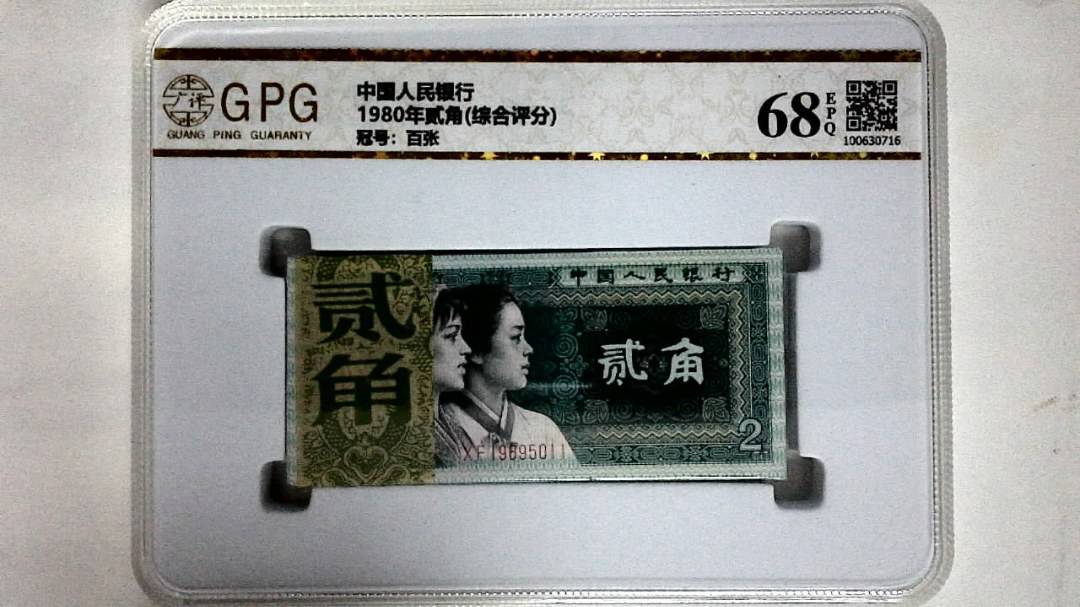 广评
GPG
GUANG PING GUARANTY
中国人民银行
1980年贰角(综合评分)
冠号：百张
68
EPQ
100630716
贰角
中国人民银行
贰角
2
XF19695011